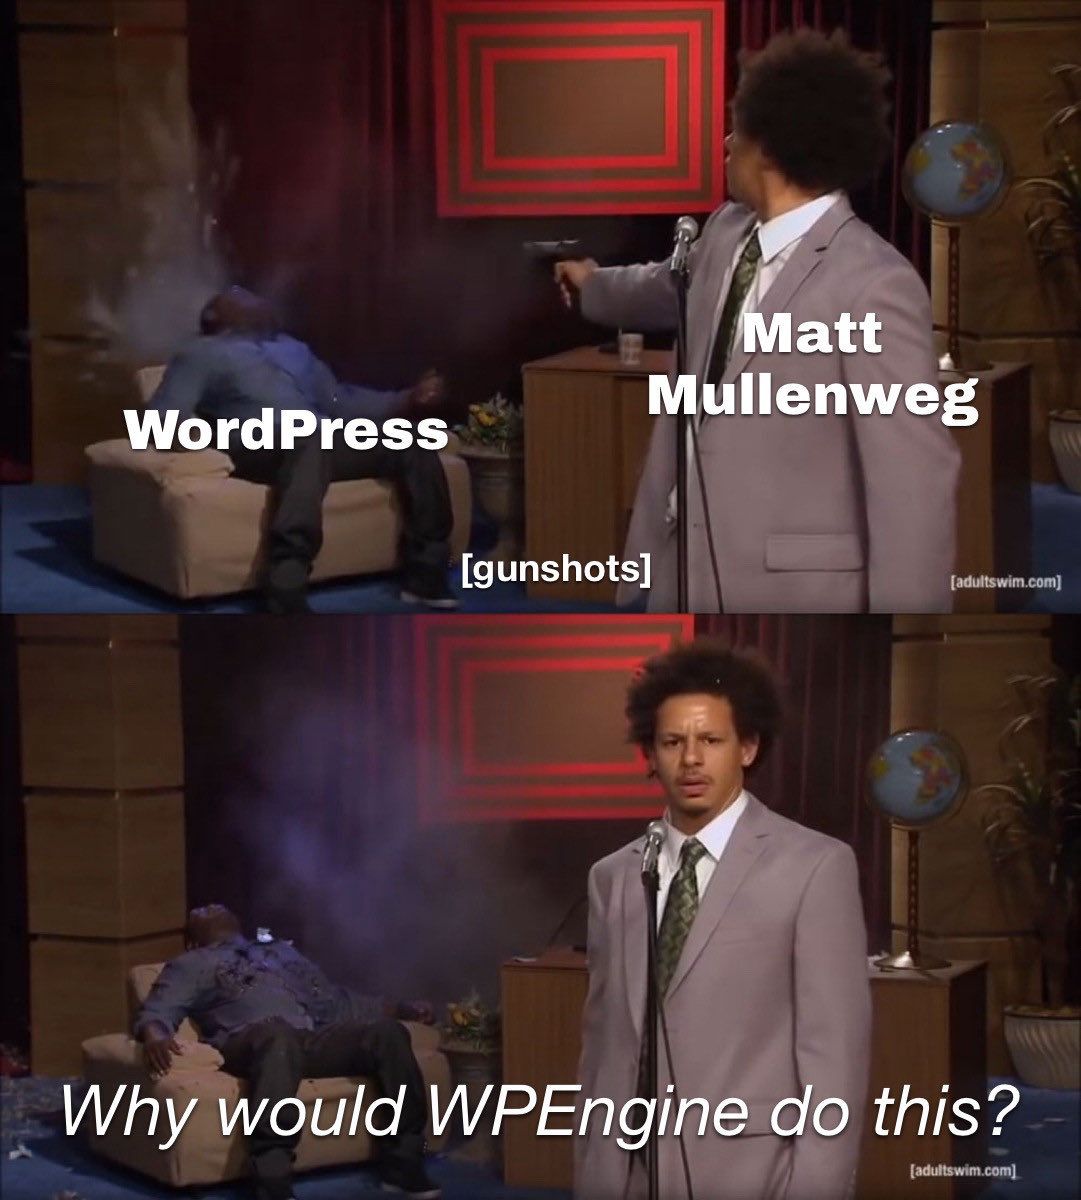 Matt
Mullenweg
WordPress
[gunshots]
[adultswim.com]
Why would WPEngine do this?
[adultswim.com]